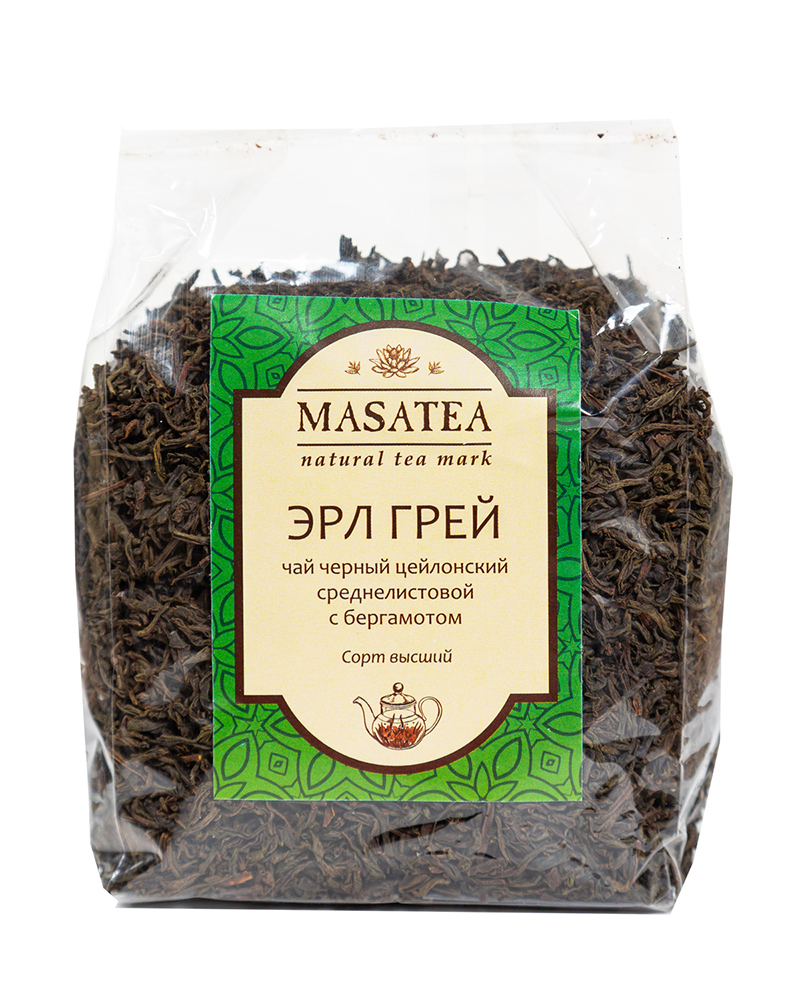 MASATEA
natural tea mark
ЭРЛ ГРЕЙ
чай черный цейлонский
среднелистовой
с бергамотом
Сорт высший